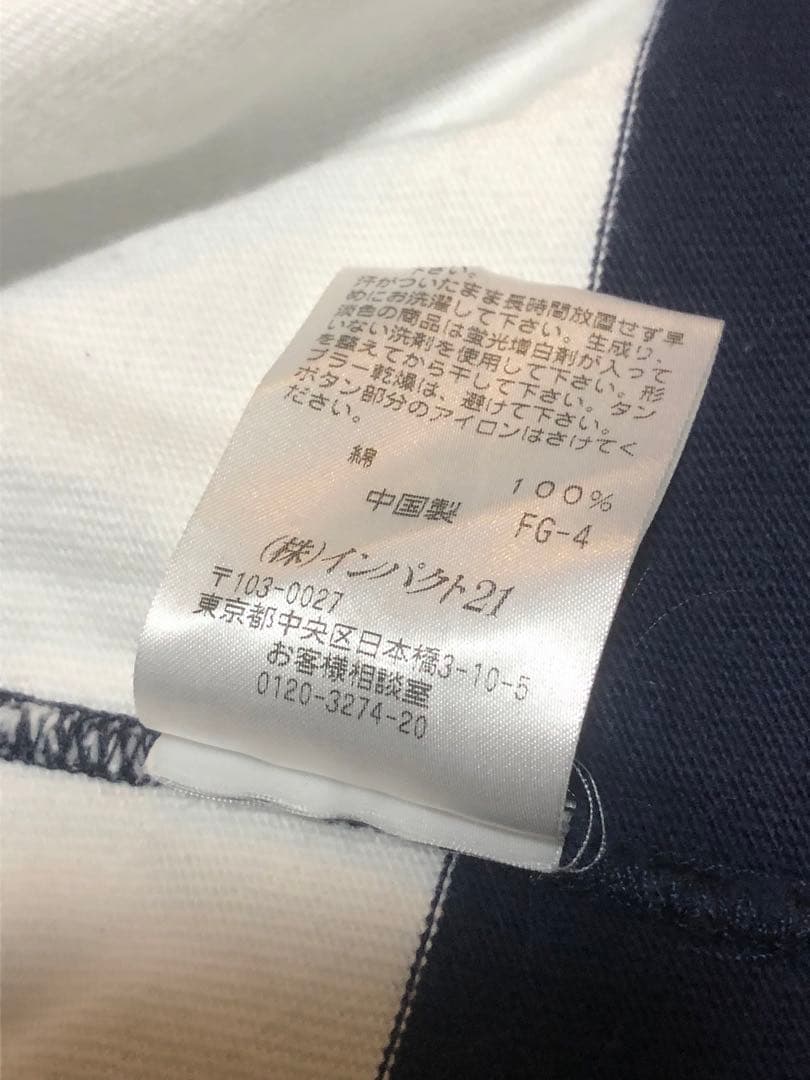 下さい。
汗がついたまま長時間放置せず早
めにお洗濯して下さい。生成り、
淡色の商品は蛍光増白剤が入って
いない洗剤を使用して下さい。形
を整えてから干して下さい。タン
ブラー乾燥は、避けて下さい。
ボタン部分のアイロンはさけてく
ださい。
綿 100%
中国製 FG-4
(株)インパクト21
〒103-0027
東京都中央区日本橋3-10-5
お客様相談室
0120-3274-20